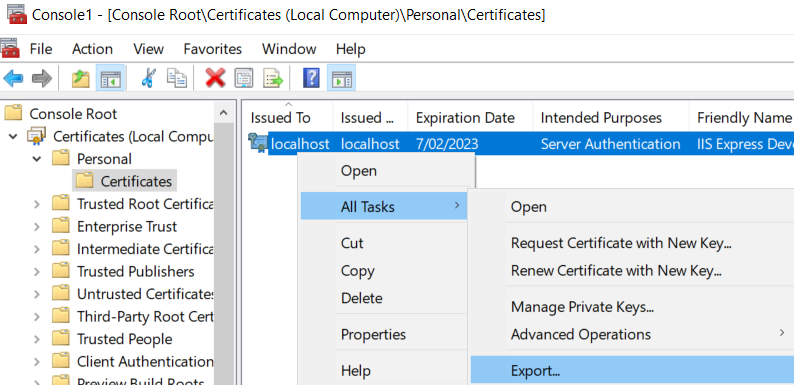 Console1 - [Console Root\Certificates (Local Computer)\Personal\Certificates]
File Action View Favorites Window Help
Console Root
Certificates (Local Compu
Personal
Certificates
Trusted Root Certifica
Enterprise Trust
Intermediate Certifica
Trusted Publishers
Untrusted Certificates
Third-Party Root Cert
Trusted People
Client Authentication
Preview Build Roots
Issued To Issued ... Expiration Date Intended Purposes Friendly Name
localhost localhost 7/02/2023 Server Authentication IIS Express Deve
Open
All Tasks
Cut
Copy
Delete
Properties
Help
Open
Request Certificate with New Key...
Renew Certificate with New Key...
Manage Private Keys...
Advanced Operations
Export...